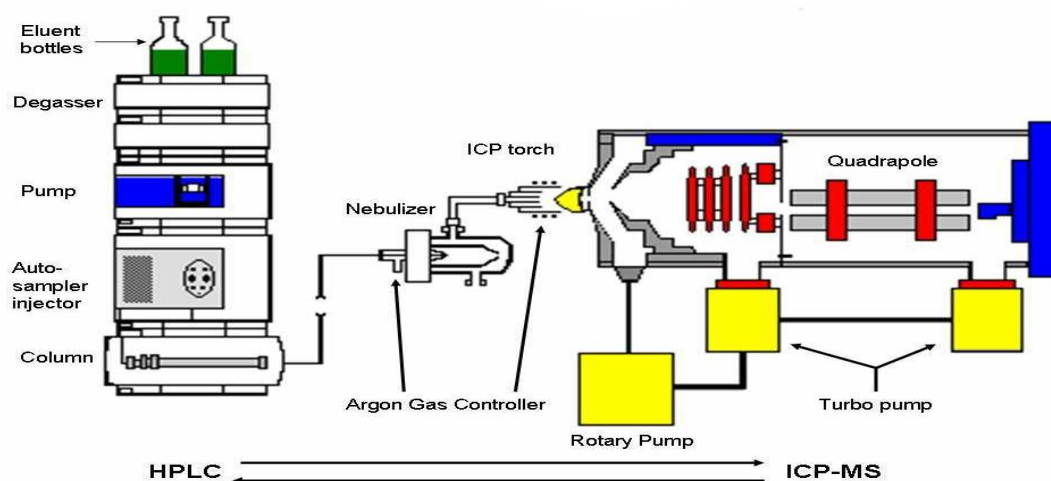 Eluent
bottles
Degasser
Pump
Auto-
sampler
injector
Column
Nebulizer
ICP torch
Quadrapole
Argon Gas Controller
Rotary Pump
Turbo pump
HPLC
ICP-MS